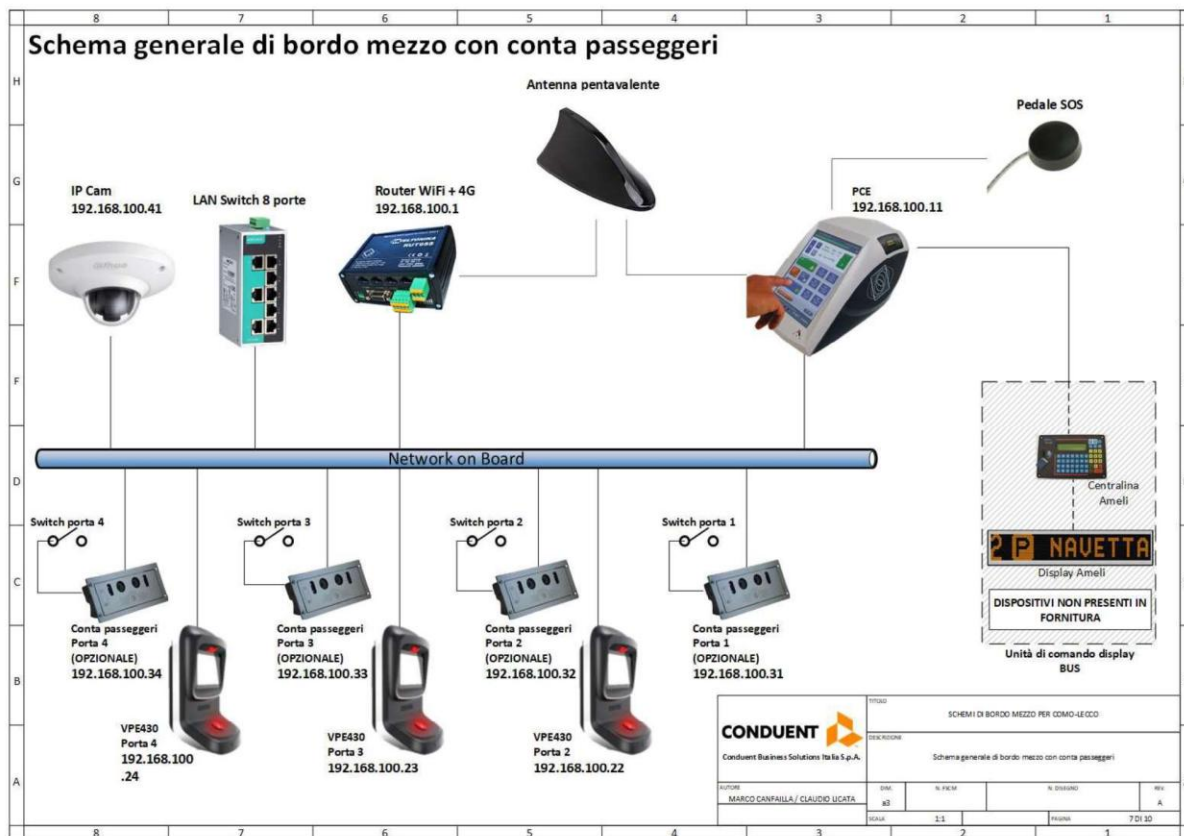 8 7 6 5 4 3 2 1
Schema generale di bordo mezzo con conta passeggeri
H
G
F
F
D
C
B
A
Antenna pentavalente
Pedale SOS
IP Cam
192.168.100.41
LAN Switch 8 porte
Router WiFi + 4G
192.168.100.1
PCE
192.168.100.11
alhua
RUT955
Network on Board
Centralina
Ameli
2 P NAVETTA
Display Ameli
DISPOSITIVI NON PRESENTI IN
FORNITURA
Unità di comando display
BUS
Switch porta 4
Switch porta 3
Switch porta 2
Switch porta 1
Conta passeggeri
Porta 4
(OPZIONALE)
192.168.100.34
Conta passeggeri
Porta 3
(OPZIONALE)
192.168.100.33
Conta passeggeri
Porta 2
(OPZIONALE)
192.168.100.32
Conta passeggeri
Porta 1
(OPZIONALE)
192.168.100.31
VPE430
Porta 4
192.168.100
.24
VPE430
Porta 3
192.168.100.23
VPE430
Porta 2
192.168.100.22
CONDUENT
Conduent Business Solutions Italia S.p.A.
TITOLO
SCHEMI DI BORDO MEZZO PER COMO-LECCO
DESCRIZIONE
Schema generale di bordo mezzo con conta passeggeri
AUTORE
MARCO CANFAILLA / CLAUDIO LICATA
DIM.
a3
N. FSCM
N. DISEGNO
REV.
A
SCALA
1:1
PAGINA
7 DI 10
8 7 6 5 4 3 2 1